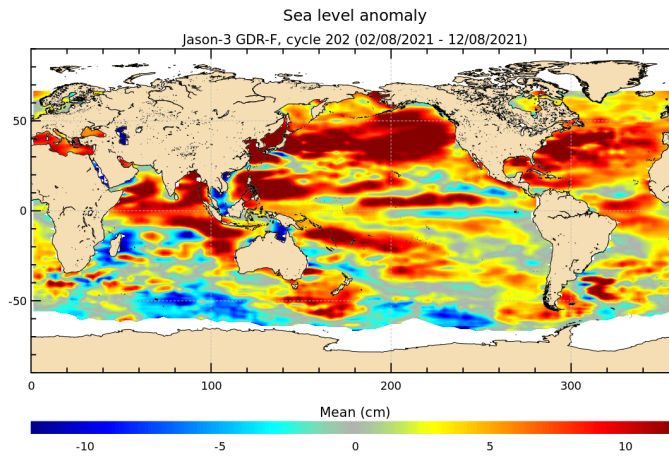 Sea level anomaly
Jason-3 GDR-F, cycle 202 (02/08/2021 - 12/08/2021)
50
0
-50
0 100 200 300
Mean (cm)
-10 -5 0 5 10